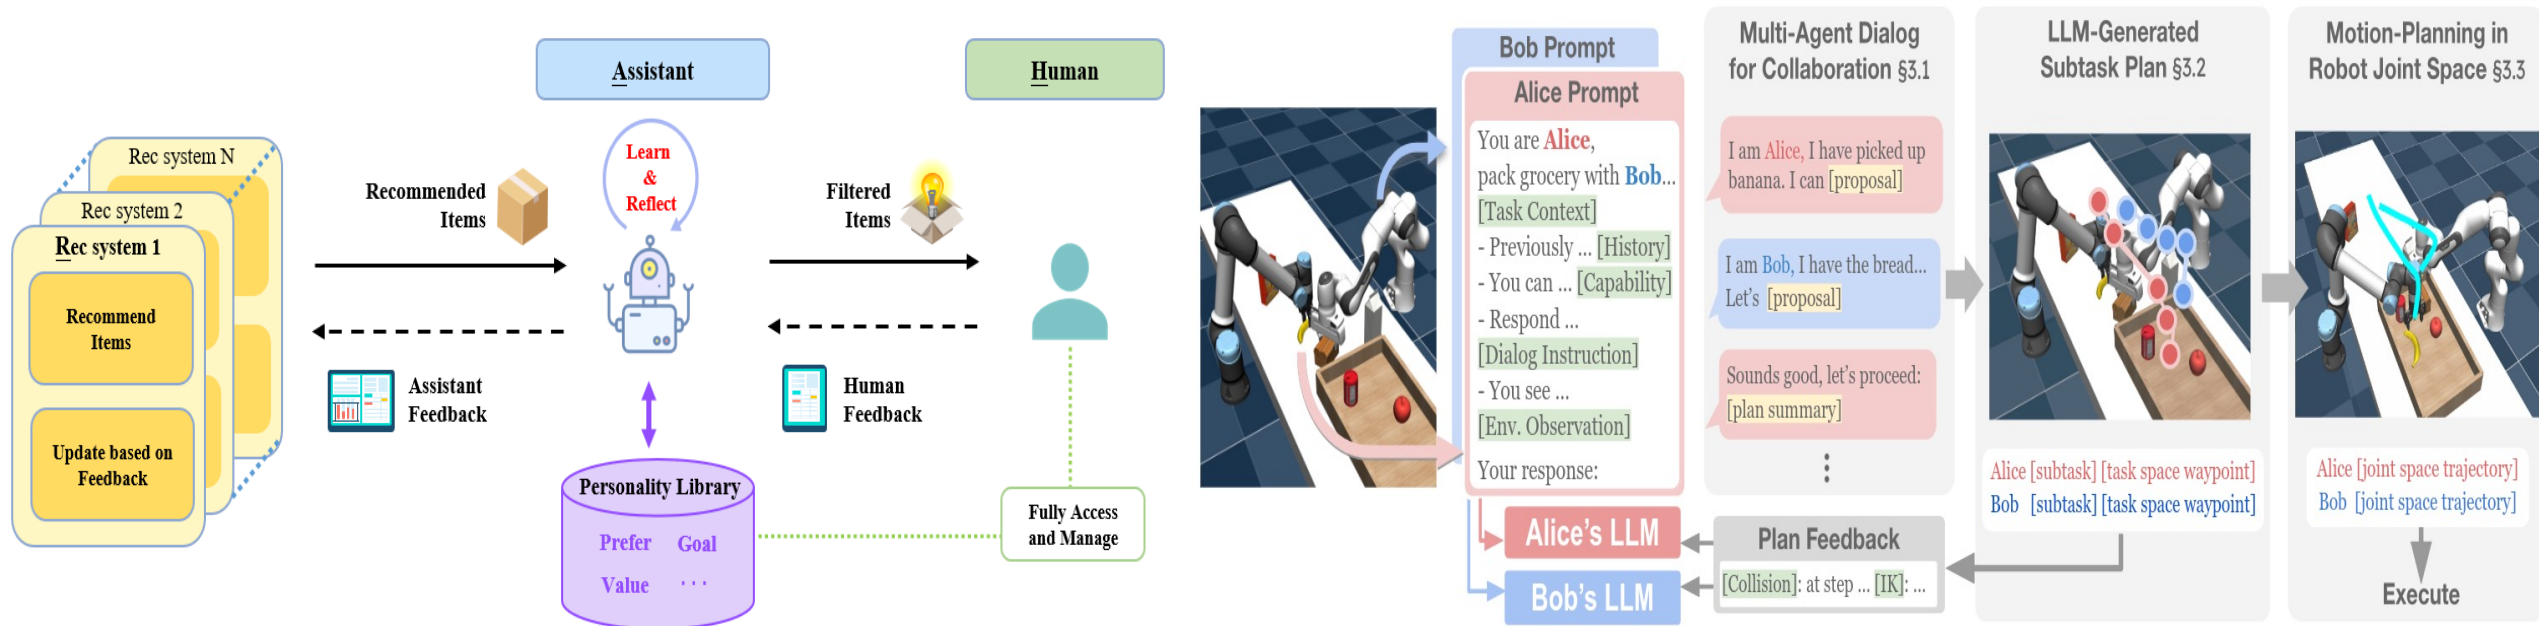 Rec system N
Rec system 2
Rec system 1
Recommend
Items
Update based on
Feedback
Recommended
Items
Assistant
Feedback
Assistant
Learn
&
Reflect
Personality Library
Prefer Goal
Value ...
Filtered
Items
Human
Feedback
Human
Fully Access
and Manage
Bob Prompt
Alice Prompt
You are Alice,
pack grocery with Bob...
[Task Context]
- Previously ... [History]
- You can ... [Capability]
- Respond ...
[Dialog Instruction]
- You see ...
[Env. Observation]
Your response:
Alice's LLM
Bob's LLM
Multi-Agent Dialog
for Collaboration §3.1
I am Alice, I have picked up
banana. I can [proposal]
I am Bob, I have the bread...
Let's [proposal]
Sounds good, let's proceed:
[plan summary]
Plan Feedback
[Collision]: at step ... [IK]: ...
LLM-Generated
Subtask Plan §3.2
Alice [subtask] [task space waypoint]
Bob [subtask] [task space waypoint]
Motion-Planning in
Robot Joint Space §3.3
Alice [joint space trajectory]
Bob [joint space trajectory]
Execute